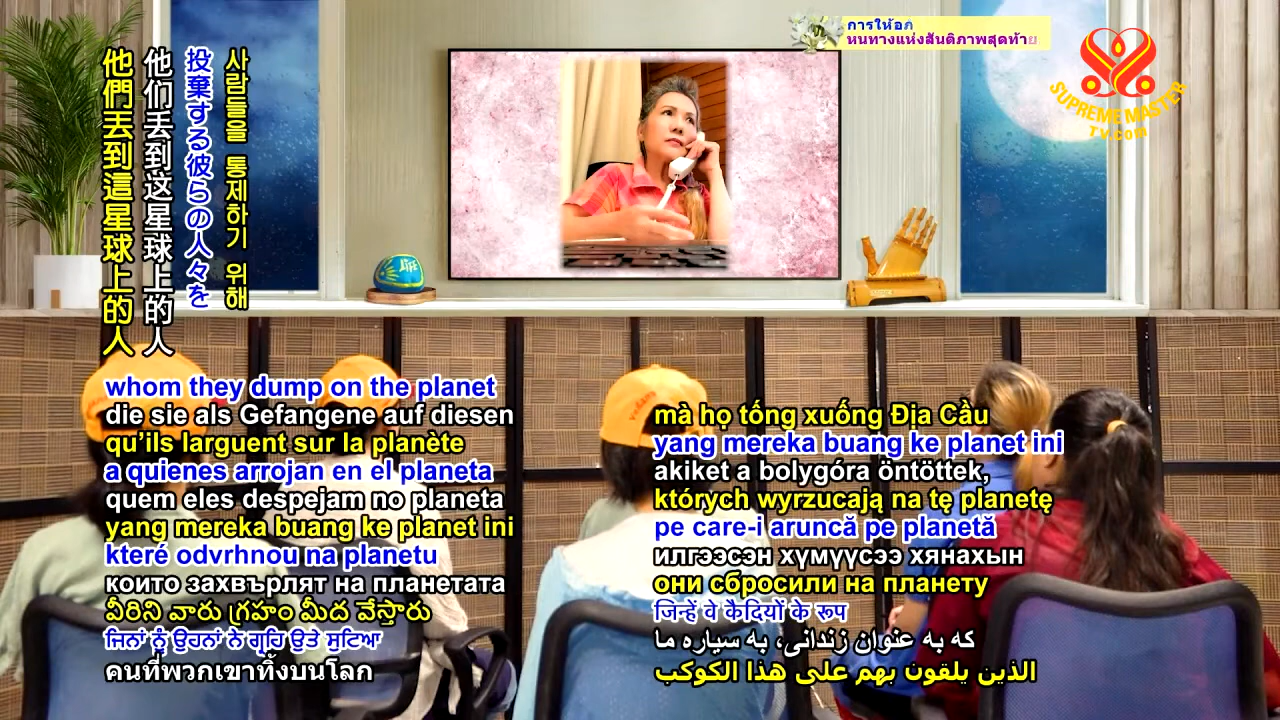 การให้อภ
หนทางแห่งสันติภาพสุดท้าย
SUPREME MASTER
TV.com
LIFE
사람들을 통제하기 위해
投棄する彼らの人々を
他们丢到这星球上的人
他們丟到這星球上的人
whom they dump on the planet
die sie als Gefangene auf diesen
qu'ils larguent sur la planète
a quienes arrojan en el planeta
quem eles despejam no planeta
yang mereka buang ke planet ini
které odvrhnou na planetu
които захвърлят на планетата
వీరిని వారు గ్రహం మీద వేస్తారు
ਜਿਨਾਂ ਨੂੰ ਉਹਨਾਂ ਨੇ ਗ੍ਰਹਿ ਉਤੇ ਸੁਟਿਆ
คนที่พวกเขาทิ้งบนโลก
mà họ tống xuống Địa Cầu
yang mereka buang ke planet ini
akiket a bolygóra öntöttek,
których wyrzucają na tę planetę
pe care-i aruncă pe planetă
илгээсэн хүмүүсээ хянахын
они сбросили на планету
जिन्हें वे कैदियों के रूप
که به عنوان زندانی، به سیاره ما
الذين يلقون بهم على هذا الكوكب